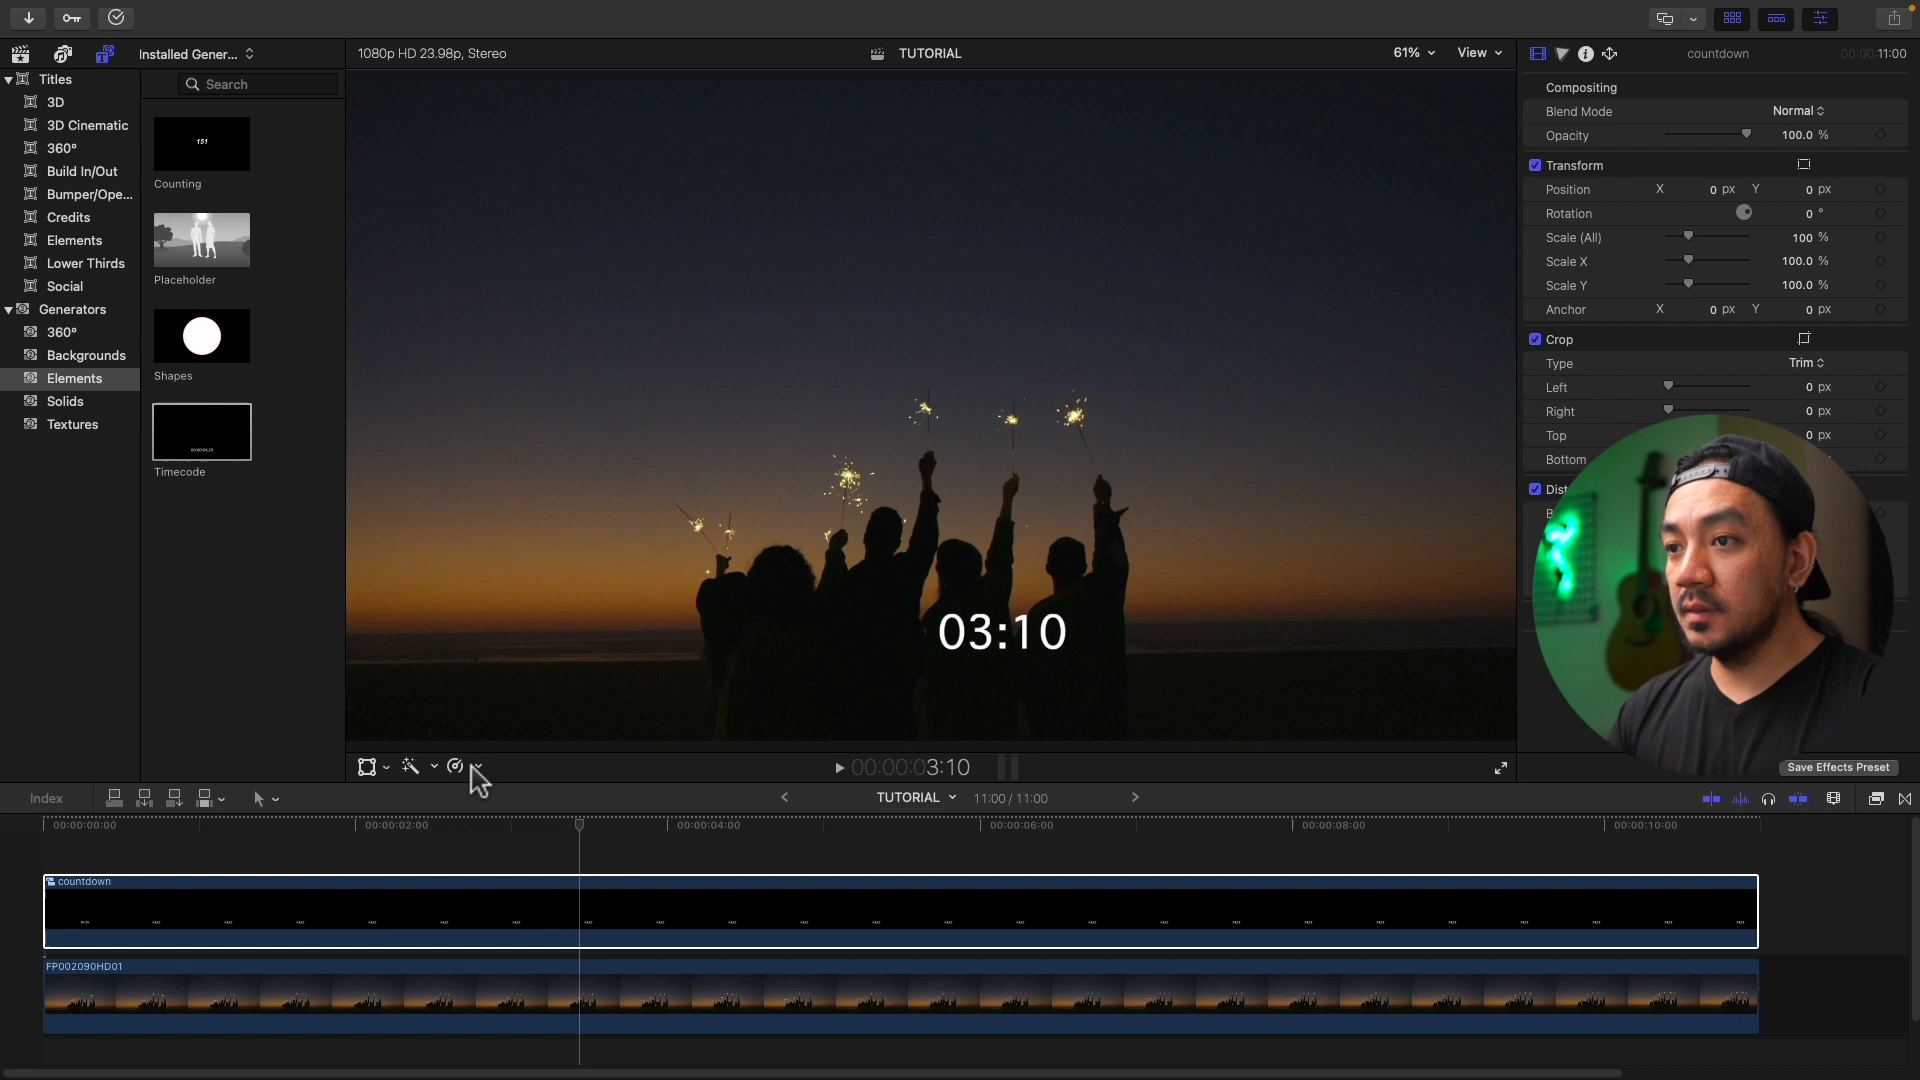 Installed Gener...
1080p HD 23.98p, Stereo
TUTORIAL
61%
View
countdown
00:00:11:00
Titles
3D
3D Cinematic
360°
Build In/Out
Bumper/Ope...
Credits
Elements
Lower Thirds
Social
Generators
360°
Backgrounds
Elements
Solids
Textures
Search
151
Counting
Placeholder
Shapes
Timecode
03:10
Compositing
Blend Mode Normal
Opacity 100.0 %
Transform
Position X 0 px Y 0 px
Rotation 0 °
Scale (All) 100 %
Scale X 100.0 %
Scale Y 100.0 %
Anchor X 0 px Y 0 px
Crop
Type Trim
Left 0 px
Right 0 px
Top 0 px
Bottom
Dist
Save Effects Preset
00:00:03:10
Index
TUTORIAL 11:00 / 11:00
00:00:00:00
00:00:02:00
00:00:04:00
00:00:06:00
00:00:08:00
00:00:10:00
countdown
FP002090HD01